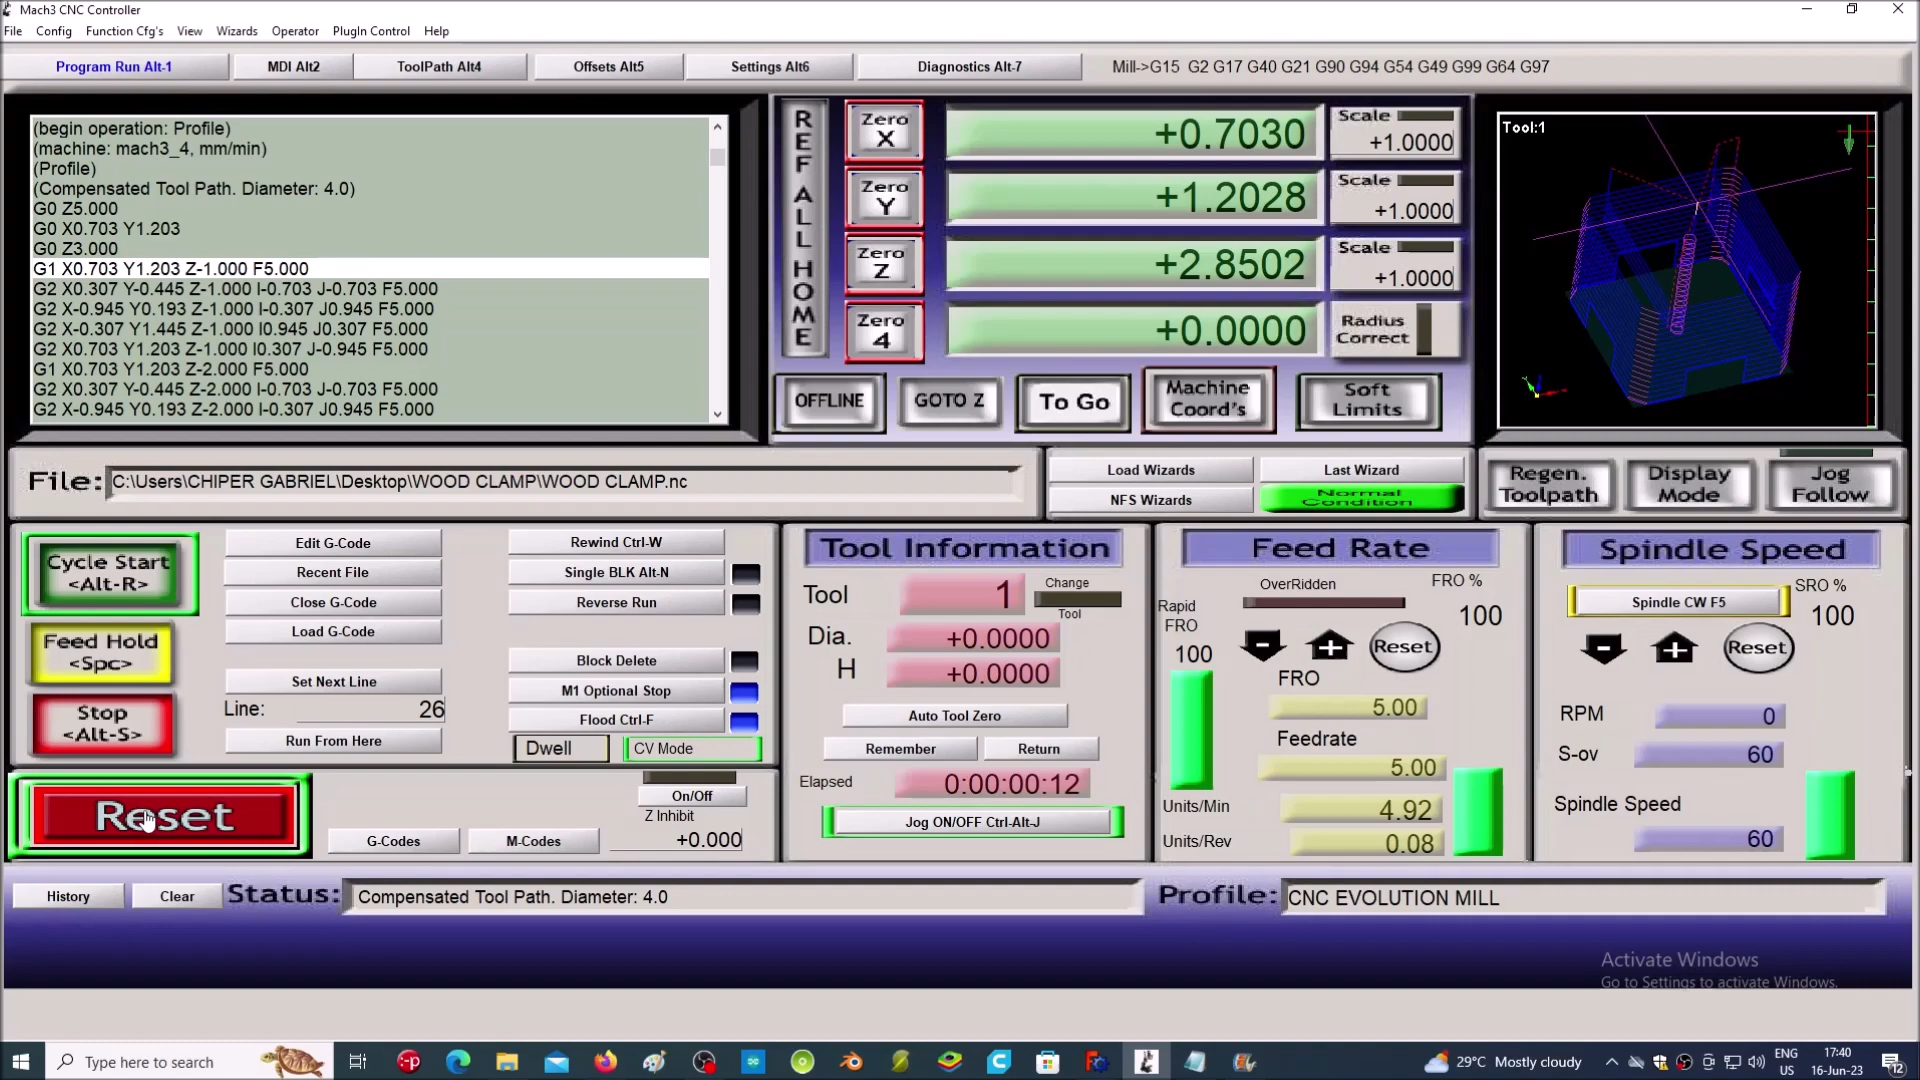 Mach3 CNC Controller
File Config Function Cfg's View Wizards Operator PlugIn Control Help
Program Run Alt-1 MDI Alt2 ToolPath Alt4 Offsets Alt5 Settings Alt6 Diagnostics Alt-7 Mill->G15 G2 G17 G40 G21 G90 G94 G54 G49 G99 G64 G97
(begin operation: Profile)
(machine: mach3_4, mm/min)
(Profile)
(Compensated Tool Path. Diameter: 4.0)
G0 Z5.000
G0 X0.703 Y1.203
G0 Z3.000
G1 X0.703 Y1.203 Z-1.000 F5.000
G2 X0.307 Y-0.445 Z-1.000 I-0.703 J-0.703 F5.000
G2 X-0.945 Y0.193 Z-1.000 I-0.307 J0.945 F5.000
G2 X-0.307 Y1.445 Z-1.000 I0.945 J0.307 F5.000
G2 X0.703 Y1.203 Z-1.000 I0.307 J-0.945 F5.000
G1 X0.703 Y1.203 Z-2.000 F5.000
G2 X0.307 Y-0.445 Z-2.000 I-0.703 J-0.703 F5.000
G2 X-0.945 Y0.193 Z-2.000 I-0.307 J0.945 F5.000
REF ALL HOME
Zero X +0.7030 Scale +1.0000
Zero Y +1.2028 Scale +1.0000
Zero Z +2.8502 Scale +1.0000
Zero 4 +0.0000 Radius Correct
OFFLINE GOTO Z To Go Machine Coord's Soft Limits
Tool:1
File: C:\Users\CHIPER GABRIEL\Desktop\WOOD CLAMP\WOOD CLAMP.nc
Load Wizards Last Wizard
NFS Wizards Normal Condition
Regen. Toolpath Display Mode Jog Follow
Cycle Start <Alt-R>
Feed Hold <Spc>
Stop <Alt-S>
Reset
Edit G-Code
Recent File
Close G-Code
Load G-Code
Set Next Line
Line: 26
Run From Here
Rewind Ctrl-W
Single BLK Alt-N
Reverse Run
Block Delete
M1 Optional Stop
Flood Ctrl-F
Dwell CV Mode
On/Off
Z Inhibit
+0.000
G-Codes M-Codes
Tool Information
Tool 1 Change Tool
Dia. +0.0000
H +0.0000
Auto Tool Zero
Remember Return
Elapsed 0:00:00:12
Jog ON/OFF Ctrl-Alt-J
Feed Rate
OverRidden FRO % 100
Rapid FRO 100
Reset
FRO
5.00
Feedrate
5.00
Units/Min 4.92
Units/Rev 0.08
Spindle Speed
Spindle CW F5 SRO % 100
Reset
RPM 0
S-ov 60
Spindle Speed
60
History Clear Status: Compensated Tool Path. Diameter: 4.0 Profile: CNC EVOLUTION MILL
Activate Windows
Go to Settings to activate Windows.
Type here to search
29°C Mostly cloudy
ENG
US
17:40
16-Jun-23
12